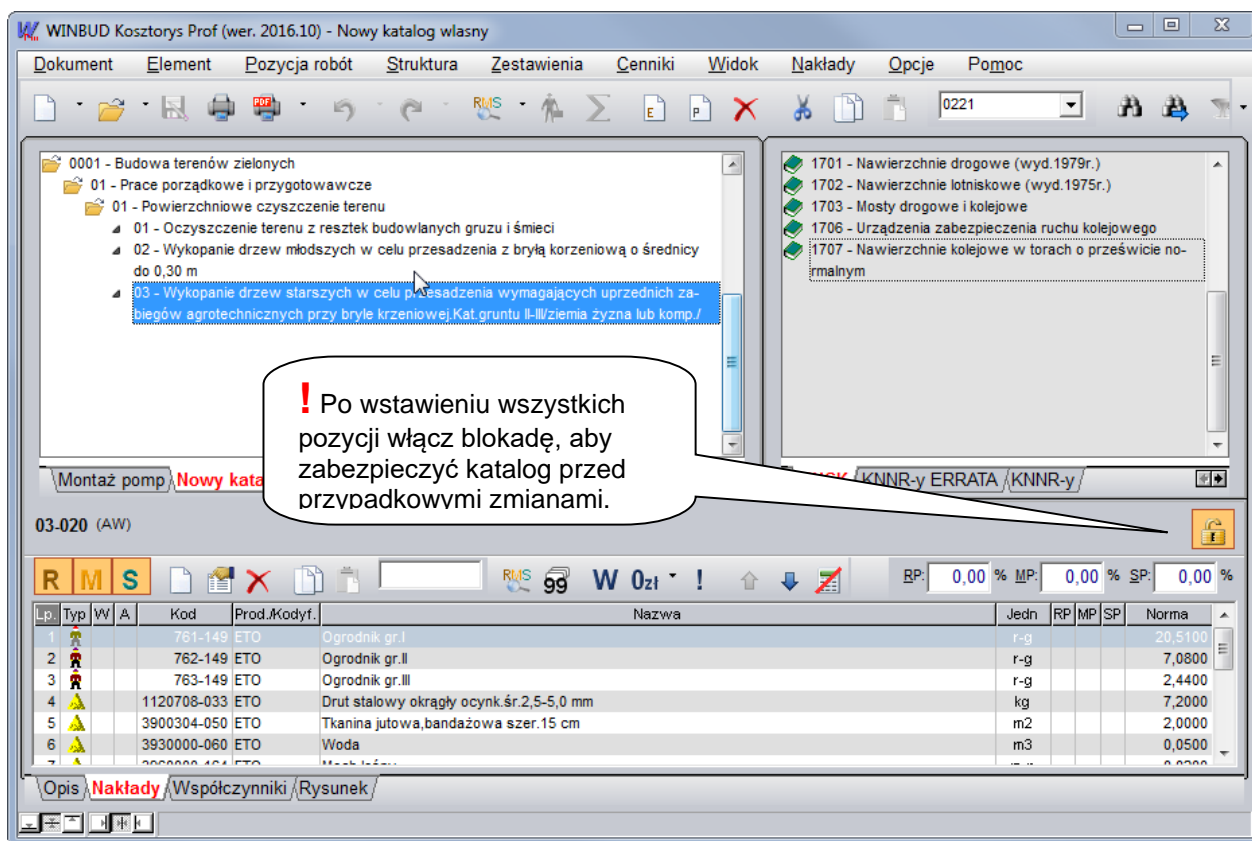 WINBUD Kosztorys Prof (wer. 2016.10) - Nowy katalog wlasny
Dokument Element Pozycja robót Struktura Zestawienia Cenniki Widok Nakłady Opcje Pomoc
PDF RMS E P 0221
0001 - Budowa terenów zielonych
01 - Prace porządkowe i przygotowawcze
01 - Powierzchniowe czyszczenie terenu
01 - Oczyszczenie terenu z resztek budowlanych gruzu i śmieci
02 - Wykopanie drzew młodszych w celu przesadzenia z bryłą korzeniową o średnicy
do 0,30 m
03 - Wykopanie drzew starszych w celu przesadzenia wymagających uprzednich za-
biegów agrotechnicznych przy bryle krzeniowej.Kat.gruntu II-III/ziemia żyzna lub komp./
1701 - Nawierzchnie drogowe (wyd.1979r.)
1702 - Nawierzchnie lotniskowe (wyd.1975r.)
1703 - Mosty drogowe i kolejowe
1706 - Urządzenia zabezpieczenia ruchu kolejowego
1707 - Nawierzchnie kolejowe w torach o prześwicie no-
rmalnym
! Po wstawieniu wszystkich
pozycji włącz blokadę, aby
zabezpieczyć katalog przed
przypadkowymi zmianami.
Montaż pomp Nowy KNNR-y ERRATA KNNR-y
03-020 (AW)
R M S RMS 99 W 0zł ! RP: 0,00 % MP: 0,00 % SP: 0,00 %
Lp. Typ W A Kod Prod./Kodyf. Nazwa Jedn RP MP SP Norma
1 761-149 ETO Ogrodnik gr.I r-g 20,5100
2 762-149 ETO Ogrodnik gr.II r-g 7,0800
3 763-149 ETO Ogrodnik gr.III r-g 2,4400
4 1120708-033 ETO Drut stalowy okrągły ocynk.śr.2,5-5,0 mm kg 7,2000
5 3900304-050 ETO Tkanina jutowa,bandażowa szer.15 cm m2 2,0000
6 3930000-060 ETO Woda m3 0,0500
Opis Nakłady Współczynniki Rysunek